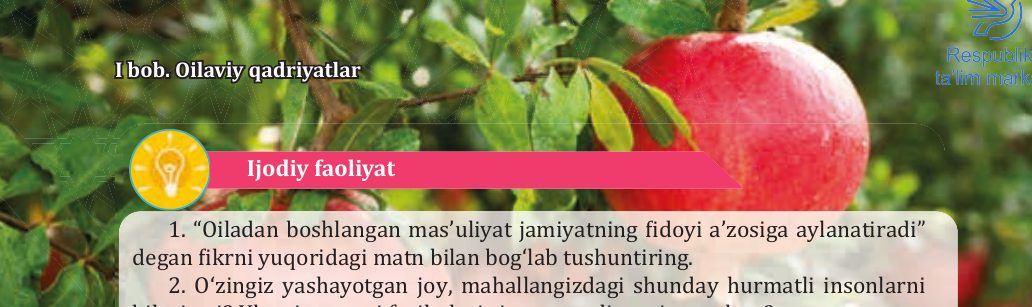 Respublik
ta'lim mark
I bob. Oilaviy qadriyatlar
Ijodiy faoliyat
1. “Oiladan boshlangan mas’uliyat jamiyatning fidoyi a’zosiga aylanatiradi”
degan fikrni yuqoridagi matn bilan bog‘lab tushuntiring.
2. O‘zingiz yashayotgan joy, mahallangizdagi shunday hurmatli insonlarni